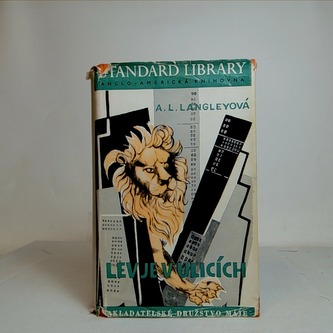 STANDARD LIBRARY
ANGLO-AMERICKÁ KNIHOVNA
A. L. LANGLEYOVÁ
LEV JE V ULICÍCH
NAKLADATELSKÉ DRUŽSTVO MÁJE